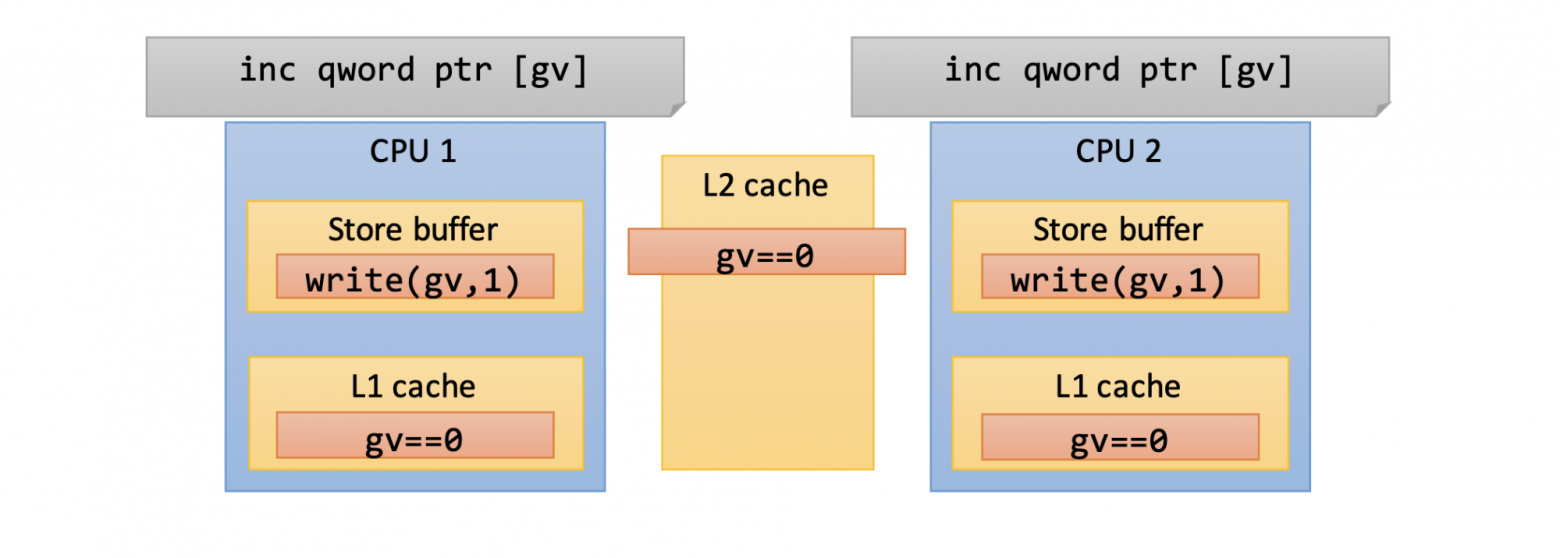 inc qword ptr [gv]
CPU 1
Store buffer
write(gv,1)
L1 cache
gv==0
L2 cache
gv==0
inc qword ptr [gv]
CPU 2
Store buffer
write(gv,1)
L1 cache
gv==0